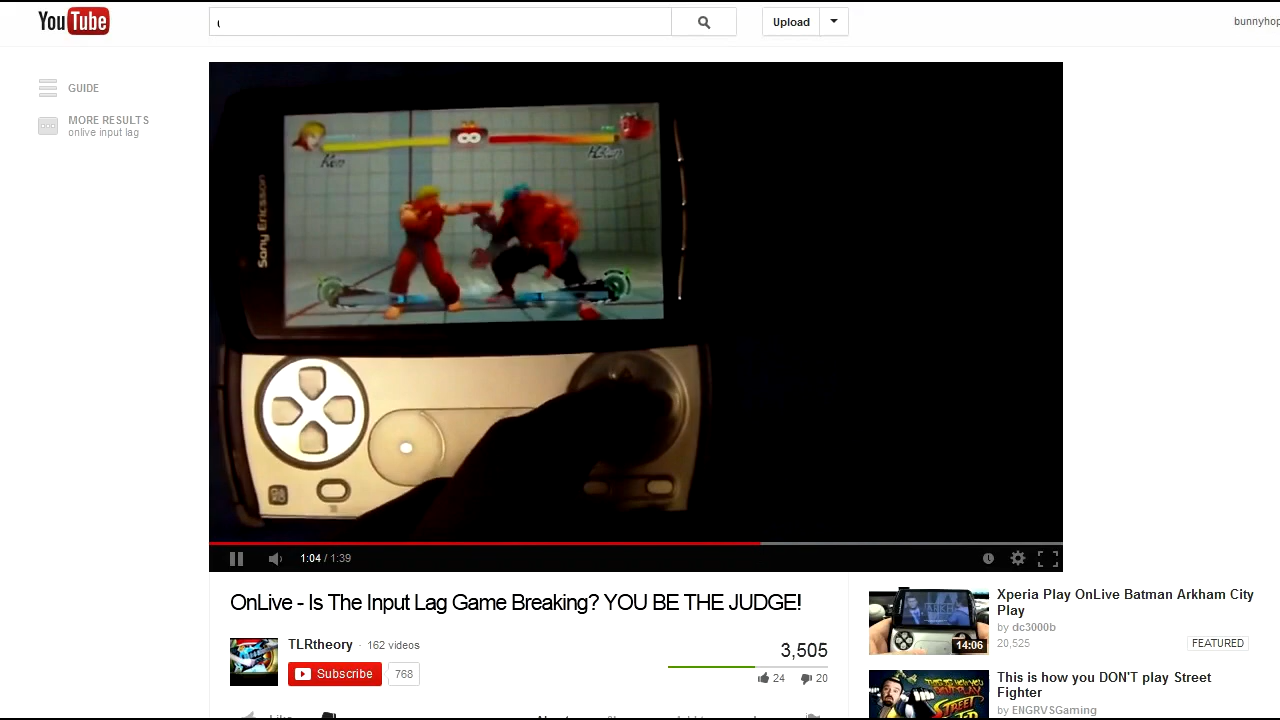 YouTube
Upload
bunnyhop
GUIDE
MORE RESULTS
onlive input lag
Ken
Sony Ericsson
1:04 / 1:39
OnLive - Is The Input Lag Game Breaking? YOU BE THE JUDGE!
TLRtheory · 162 videos
Subscribe 768
3,505
24 20
Xperia Play OnLive Batman Arkham City
Play
by dc3000b
20,525
FEATURED
14:06
This is how you DON'T play Street
Fighter
by ENGRVSGaming